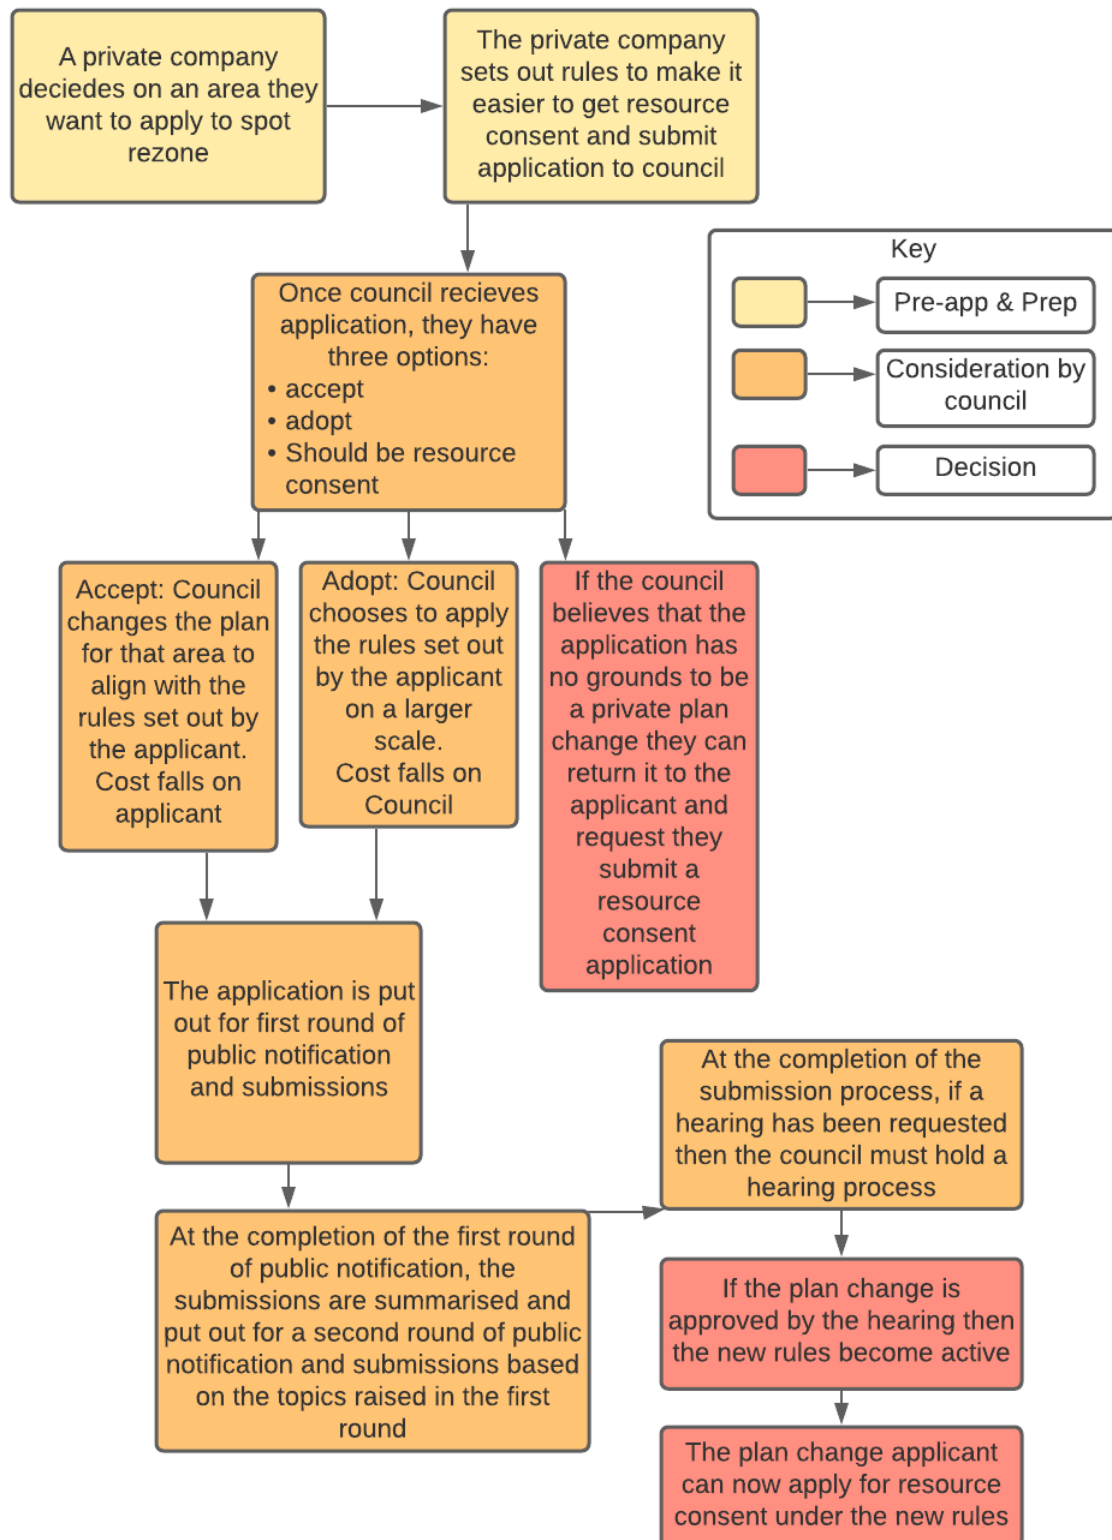 A private company
deciedes on an area they
want to apply to spot
rezone
The private company
sets out rules to make it
easier to get resource
consent and submit
application to council
Key
Pre-app & Prep
Consideration by
council
Decision
Once council recieves
application, they have
three options:
• accept
• adopt
• Should be resource
consent
Accept: Council
changes the plan
for that area to
align with the
rules set out by
the applicant.
Cost falls on
applicant
Adopt: Council
chooses to apply
the rules set out
by the applicant
on a larger
scale.
Cost falls on
Council
If the council
believes that the
application has
no grounds to be
a private plan
change they can
return it to the
applicant and
request they
submit a
resource
consent
application
The application is put
out for first round of
public notification
and submissions
At the completion of the first round
of public notification, the
submissions are summarised and
put out for a second round of public
notification and submissions based
on the topics raised in the first
round
At the completion of the
submission process, if a
hearing has been requested
then the council must hold a
hearing process
If the plan change is
approved by the hearing then
the new rules become active
The plan change applicant
can now apply for resource
consent under the new rules